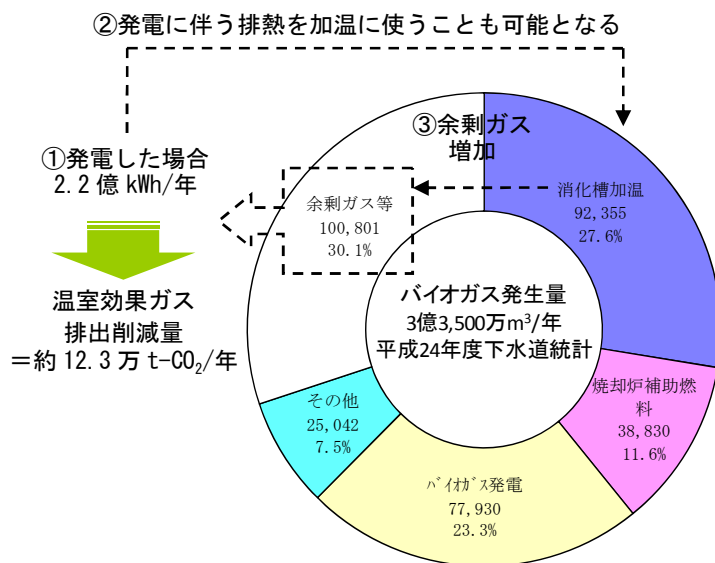 ②発電に伴う排熱を加温に使うことも可能となる
③余剰ガス
増加
①発電した場合
2.2億kWh/年
余剰ガス等
100,801
30.1%
消化槽加温
92,355
27.6%
温室効果ガス
排出削減量
＝約12.3万t-CO₂/年
バイオガス発生量
3億3,500万m³/年
平成24年度下水道統計
焼却炉補助燃
料
38,830
11.6%
その他
25,042
7.5%
ﾊﾞｲｵｶﾞｽ発電
77,930
23.3%